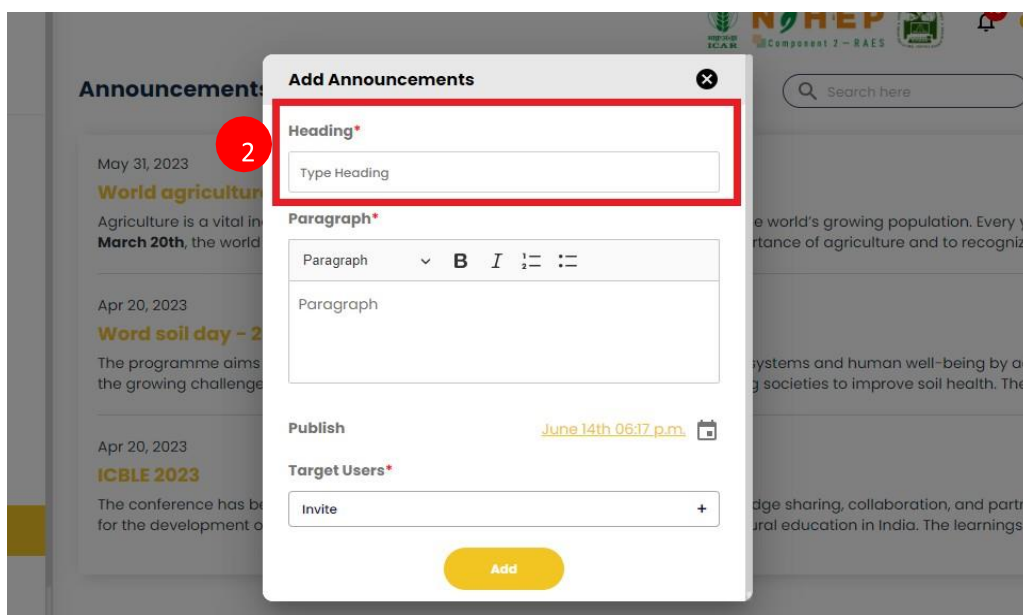 NAHEP
Component 2 – RAES
ICAR
Add Announcements
Announcements
Search here
2
Heading*
Type Heading
May 31, 2023
World agricultur
Agriculture is a vital in
e world's growing population. Every
March 20th, the world
rtance of agriculture and to recogniz
Paragraph*
Paragraph
B I
Paragraph
Apr 20, 2023
Word soil day - 2
The programme aims
ystems and human well-being by a
the growing challenge
g societies to improve soil health. The
Publish
June 14th 06:17 p.m.
Apr 20, 2023
Target Users*
ICBLE 2023
The conference has be
dge sharing, collaboration, and part
Invite +
for the development o
ural education in India. The learnings
Add